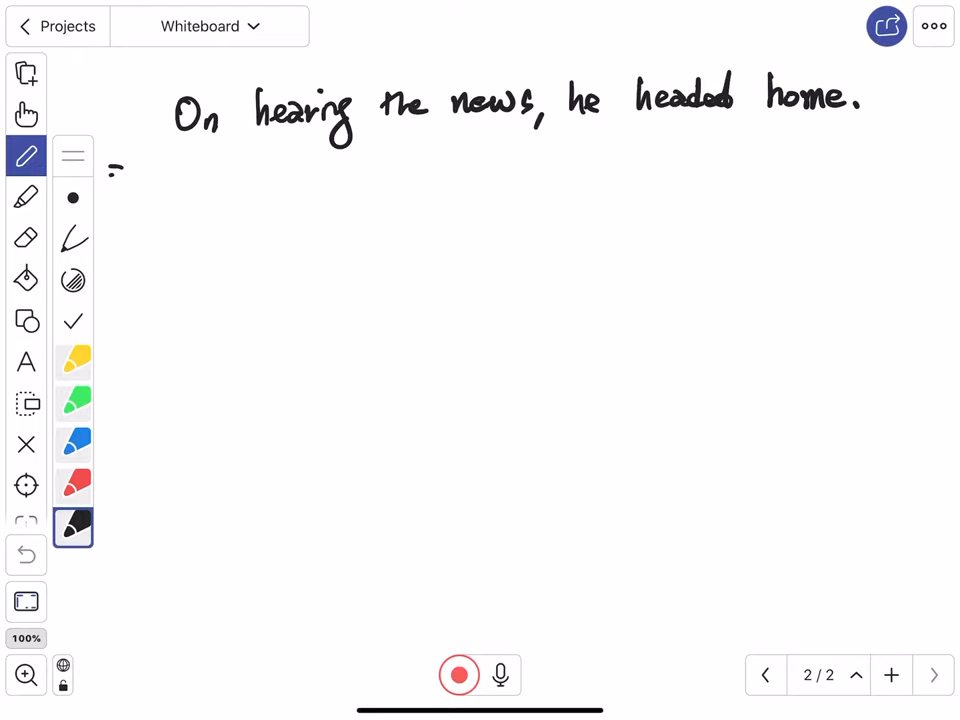 Projects
Whiteboard
On hearing the news, he headed home.
=
A
100%
2 / 2